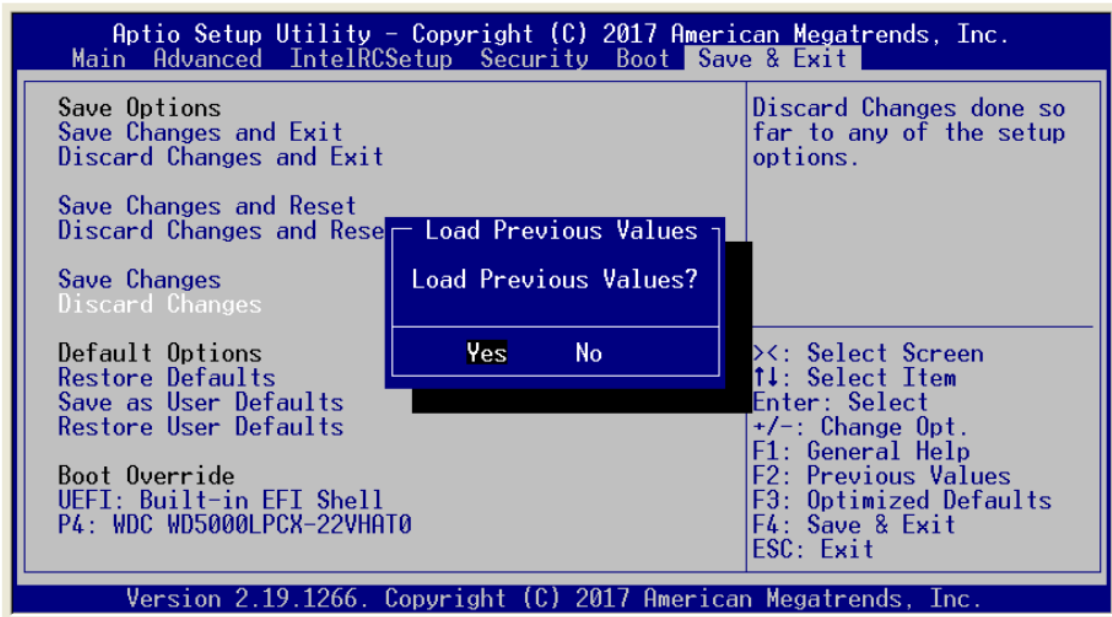 Aptio Setup Utility – Copyright (C) 2017 American Megatrends, Inc.
Main Advanced IntelRCSetup Security Boot Save & Exit
Save Options
Save Changes and Exit
Discard Changes and Exit
Save Changes and Reset
Discard Changes and Rese
Save Changes
Discard Changes
Default Options
Restore Defaults
Save as User Defaults
Restore User Defaults
Boot Override
UEFI: Built-in EFI Shell
P4: WDC WD5000LPCX-22VHAT0
Load Previous Values
Load Previous Values?
Yes No
Discard Changes done so
far to any of the setup
options.
><: Select Screen
↑↓: Select Item
Enter: Select
+/-: Change Opt.
F1: General Help
F2: Previous Values
F3: Optimized Defaults
F4: Save & Exit
ESC: Exit
Version 2.19.1266. Copyright (C) 2017 American Megatrends, Inc.